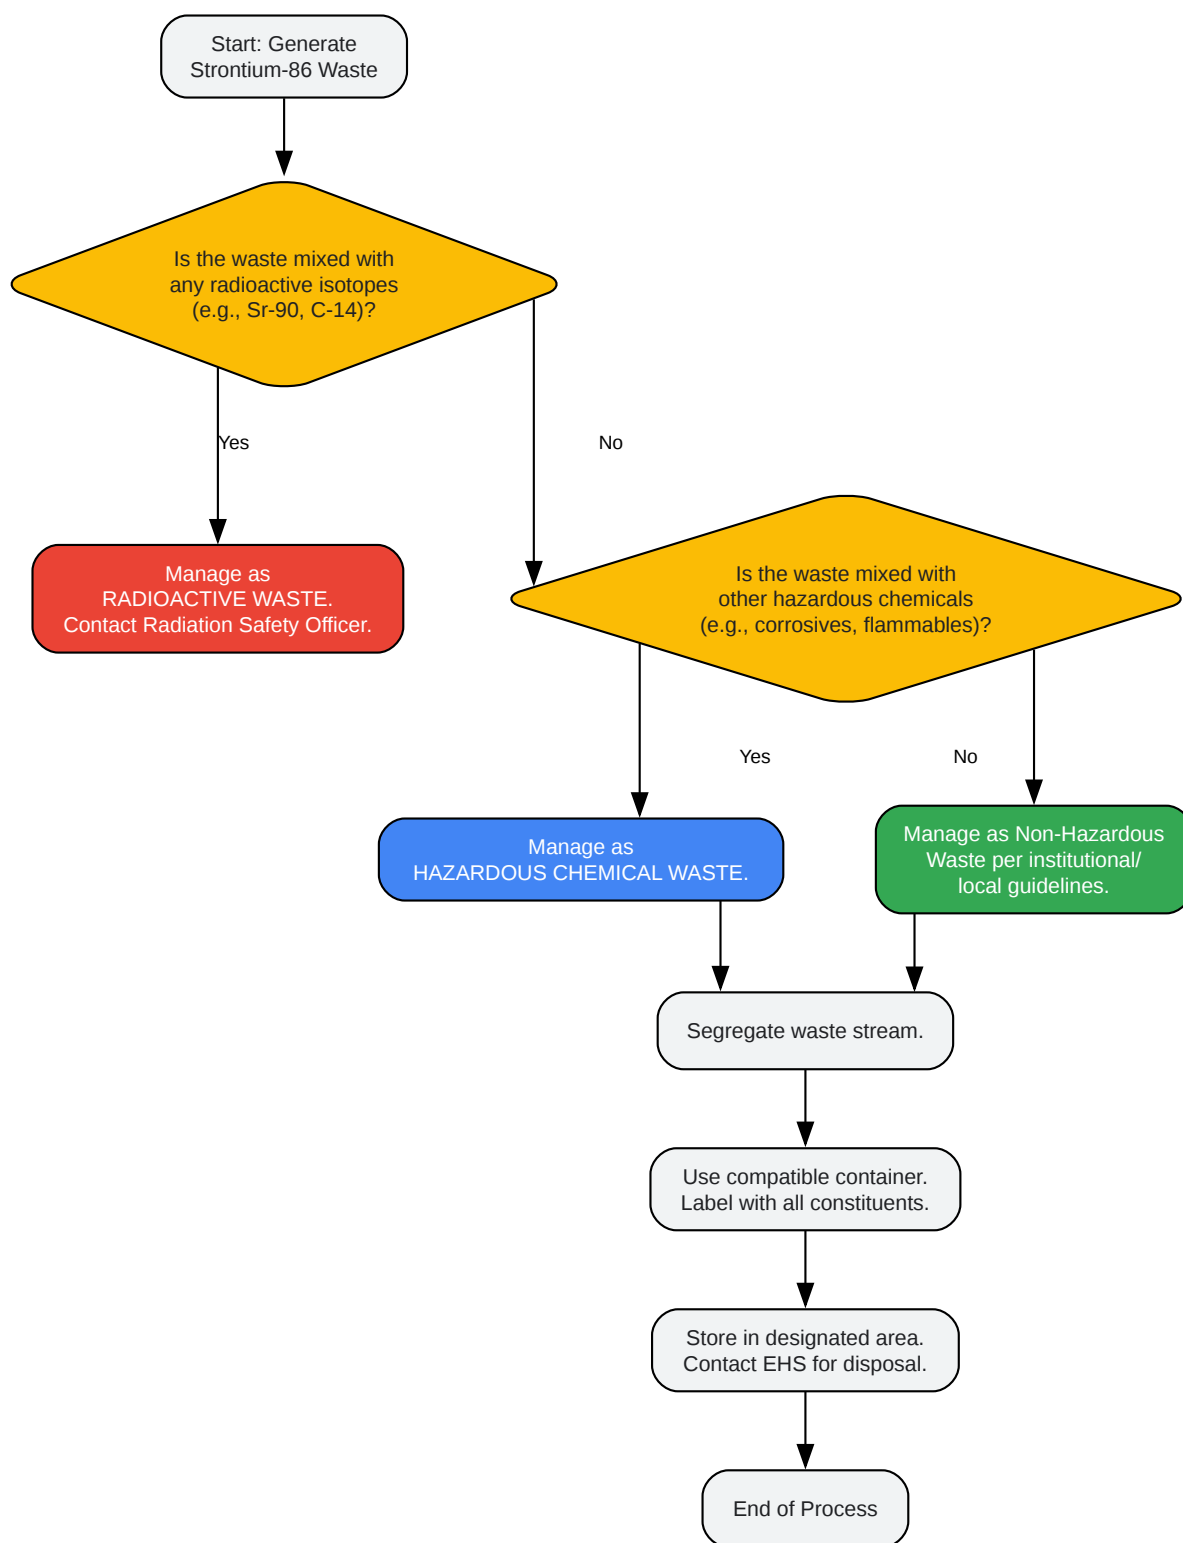 Start: Generate
Strontium-86 Waste
Is the waste mixed with
any radioactive isotopes
(e.g., Sr-90, C-14)?
Yes
No
Manage as
RADIOACTIVE WASTE.
Contact Radiation Safety Officer.
Is the waste mixed with
other hazardous chemicals
(e.g., corrosives, flammables)?
Yes
No
Manage as
HAZARDOUS CHEMICAL WASTE.
Manage as Non-Hazardous
Waste per institutional/
local guidelines.
Segregate waste stream.
Use compatible container.
Label with all constituents.
Store in designated area.
Contact EHS for disposal.
End of Process